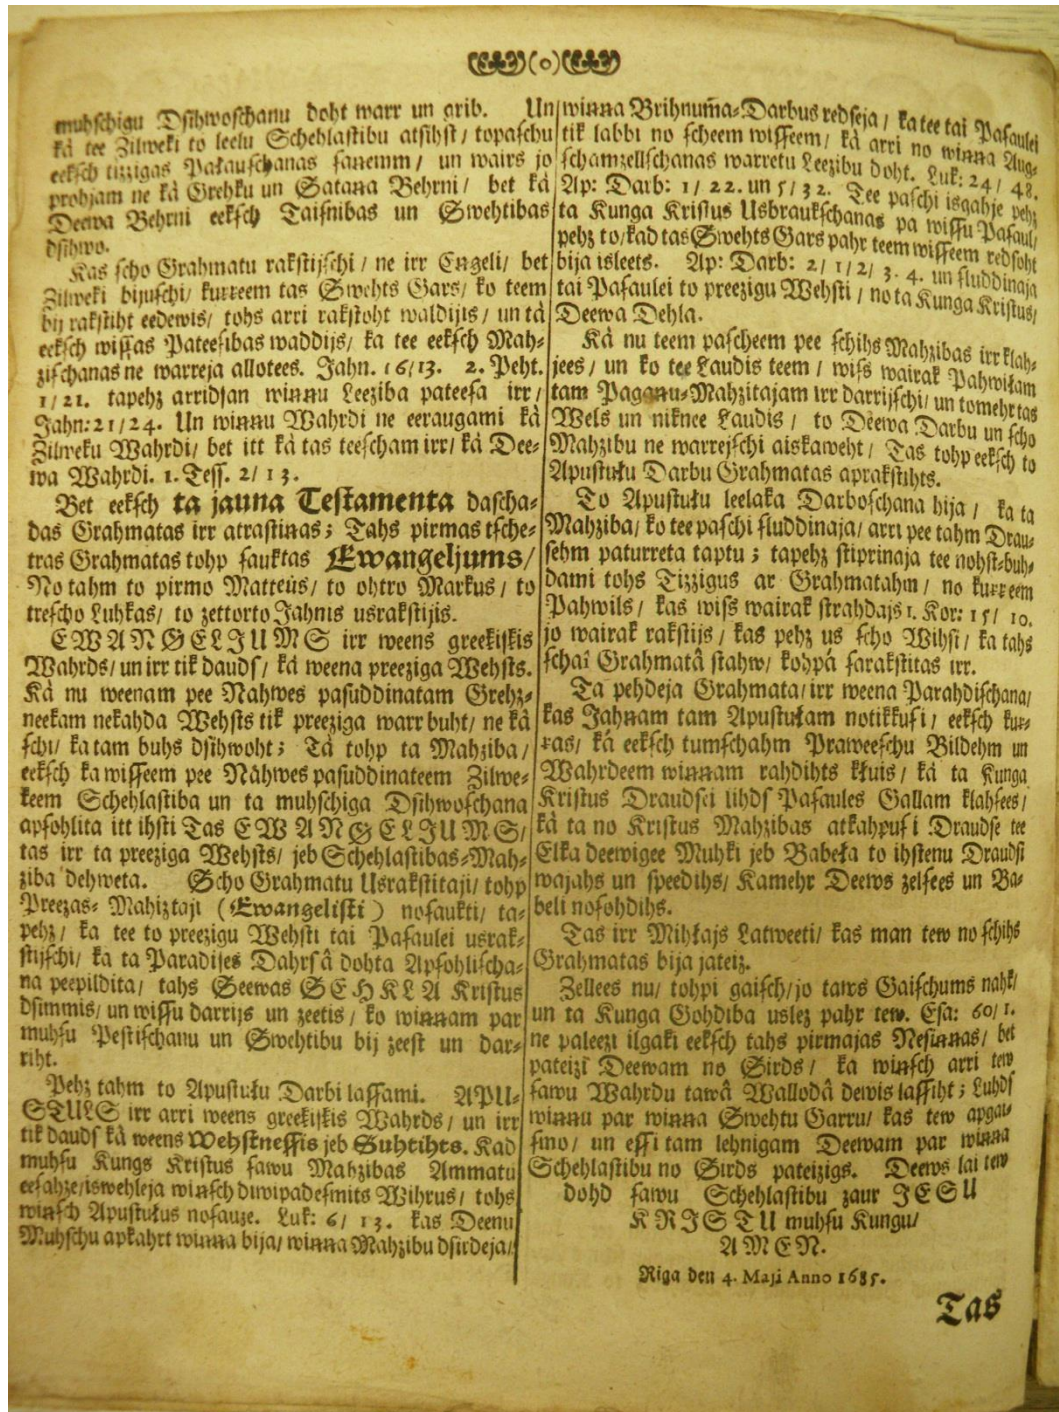 (o)
muhſchigu Dſihwoſchanu doht warr un grib. Un
kà tee Zilweki to leelu Schehlaſtibu atſihſt/ topaſchu
eekſch tizzigas Paſauſchanas ſanemm/ un wairs jo
probjam ne kà Grehku un Satana Behrni/ bet kà
Deewa Behrni eekſch Taiſnibas un Swehtibas
dſihwo.
Kas ſcho Grahmatu rakſtijſchi/ ne irr Engeli/ bet
Zilweki bijuſchi/ kurreem tas Swehts Gars/ ko teem
bij rakſtiht eedewis/ tohs arri rakſtoht waldijis/ un tà
eekſch wiſſas Pateeſibas waddijs/ ka tee eekſch Mah-
ziſchanas ne warreja allotees. Jahn. 16/13. 2. Peht.
1/21. tapehz arridſan winnu Leeziba pateeſa irr/
Jahn: 21/24. Un winnu Wahrdi ne eeraugami kà
Zilweku Wahrdi/ bet itt kà tas teeſcham irr/ kà Dee-
wa Wahrdi. 1. Teſſ. 2/13.
Bet eekſch ta jauna Teſtamenta daſcha-
das Grahmatas irr atraſtinas; Tahs pirmas tſche-
tras Grahmatas tohp ſauktas Ewangeljums/
No tahm to pirmo Matteùs/ to ohtro Markus/ to
treſcho Luhkas/ to zettorto Jahnis usrakſtijis.
EWANGELIUMS irr weens greekiſkis
Wahrds/ un irr tik dauds/ kà weena preeziga Wehſts.
Kà nu weenam pee Nahwes paſuddinatam Grehz-
neekam nekahda Wehſts tik preeziga warr buht/ ne kà
ſchi/ ka tam buhs dſihwoht; Tà tohp ta Mahziba/
eekſch ka wiſſeem pee Nahwes paſuddinateem Zilwe-
keem Schehlaſtiba un ta muhſchiga Dſihwoſchana
apſohlita itt ihſti Tas EWANGELIUMS/
tas irr ta preeziga Wehſts/ jeb Schehlaſtibas-Mah-
ziba dehweta. Scho Grahmatu Usrakſtitaji/ tohp
Preezas-Mahiztaji (Ewangeliſti) noſaukti/ ta-
pehz/ ka tee to preezigu Wehſti tai Paſaulei usrak-
ſtijſchi/ ka ta Paradiſes Dahrſâ dohta Apſohliſcha-
na peepildita/ tahs Seewas SEHKLA Kriſtus
dſimmis/ un wiſſu darrijs un zeetis/ ko winnam par
muhſu Peſtiſchanu un Swehtibu bij zeeſt un dar-
riht.
Pehz tahm to Apuſtuļu Darbi laſſami. APU-
STULS irr arri weens greekiſkis Wahrds/ un irr
tik dauds kà weens Wehſtneſſis jeb Suhtihts. Kad
muhſu Kungs Kriſtus ſawu Mahzibas Ammatu
eeſahze/ iswehleja winſch diwipadeſmits Wihrus/ tohs
winſch Apuſtuļus noſauze. Luk: 6/13. kas Deenu
Muhſchu apkahrt winna bija/ winna Mahzibu dſirdeja/
winna Brihnum̃a-Darbus redſeja/ ka tee tai Paſaulei
tik labbi no ſcheem wiſſeem/ kà arri no winna Aug-
ſchamzellſchanas warretu Leezibu doht. Luk: 24/48.
Ap: Darb: 1/22. un 5/32. Tee paſchi isgahje pehz
ta Kunga Kriſtus Usbraukſchanas pa wiſſu Paſaul/
pehz to/ kad tas Swehts Gars pahr teem wiſſeem redſoht
bija isleets. Ap: Darb: 2/1/2/3.4. un ſluddinaja
tai Paſaulei to preezigu Wehſti/ no ta Kunga Kriſtus/
Deewa Dehla.
Kà nu teem paſcheem pee ſchihs Mahzibas irr klah-
jees/ un ko tee Laudis teem/ wiſs wairak Pahwilam
tam Paganu-Mahzitajam irr darrijſchi/ un tomehr tas
Wels un niknee Laudis/ to Deewa Darbu un ſcho
Mahzibu ne warrejſchi aiskaweht/ Tas tohp eekſch to
Apuſtuļu Darbu Grahmatas aprakſtihts.
To Apuſtuļu leelaka Darboſchana bija/ ka ta
Mahziba/ ko tee paſchi ſluddinaja/ arri pee tahm Drau-
ſehm paturreta taptu; tapehz ſtiprinaja tee nohſt-buh-
dami tohs Tizzigus ar Grahmatahm/ no kurreem
Pahwils/ kas wiſs wairak ſtrahdajs 1. Kor: 15/10.
jo wairak rakſtijs/ kas pehz us ſcho Wihſi/ ka tahs
ſchaî Grahmatâ ſtahw/ kohpâ ſarakſtitas irr.
Ta pehdeja Grahmata/ irr weena Parahdiſchana/
kas Jahnam tam Apuſtuļam notikkuſi/ eekſch kur-
ras/ kà eekſch tumſchahm Praweeſchu Bildehm un
Wahrdeem winnam rahdihts kļuis/ kà ta Kunga
Kriſtus Draudſei lihds Paſaules Gallam klahſees/
kà ta no Kriſtus Mahzibas atkahpuſi Draudſe tee
Elka deewigee Muhki jeb Babeļa to ihſtenu Draudſi
wajahs un ſpeedihs/ Kamehr Deews zelſees un Ba-
beli noſohdihs.
Tas irr Mihļajs Latweeti/ kas man tew no ſchihs
Grahmatas bija jateiz.
Zellees nu/ tohpi gaiſch/ jo taws Gaiſchums nahk/
un ta Kunga Gohdiba uslez pahr tew. Eſa: 60/1.
ne paleezi ilgaki eekſch tahs pirmajas Neſinnas/ bet
pateizi Deewam no Sirds/ ka winſch arri tew
ſawu Wahrdu tawâ Wallodâ dewis laſſiht; Luhds
winnu par winna Swehtu Garru/ kas tew apgai-
ſmo/ un eſſi tam lehnigam Deewam par winna
Schehlaſtibu no Sirds pateizigs. Deews lai tew
dohd ſawu Schehlaſtibu zaur JESU
KRISTU muhſu Kungu/
AMEN.
Riga den 4. Maji Anno 1685.
Tas